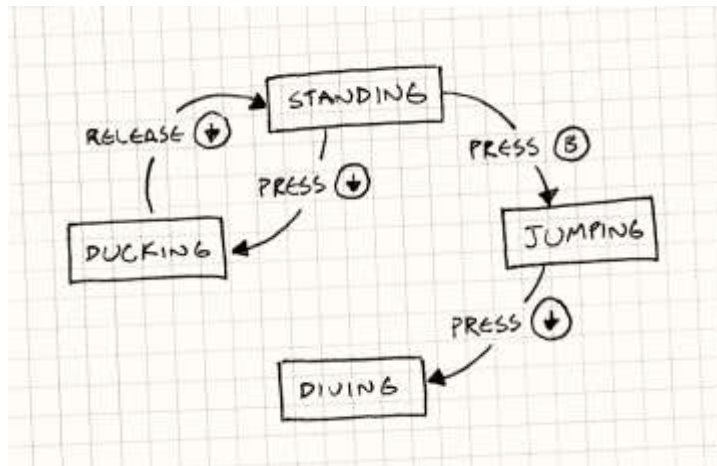 STANDING
RELEASE ↓
PRESS B
PRESS ↓
DUCKING
JUMPING
PRESS ↓
DIVING